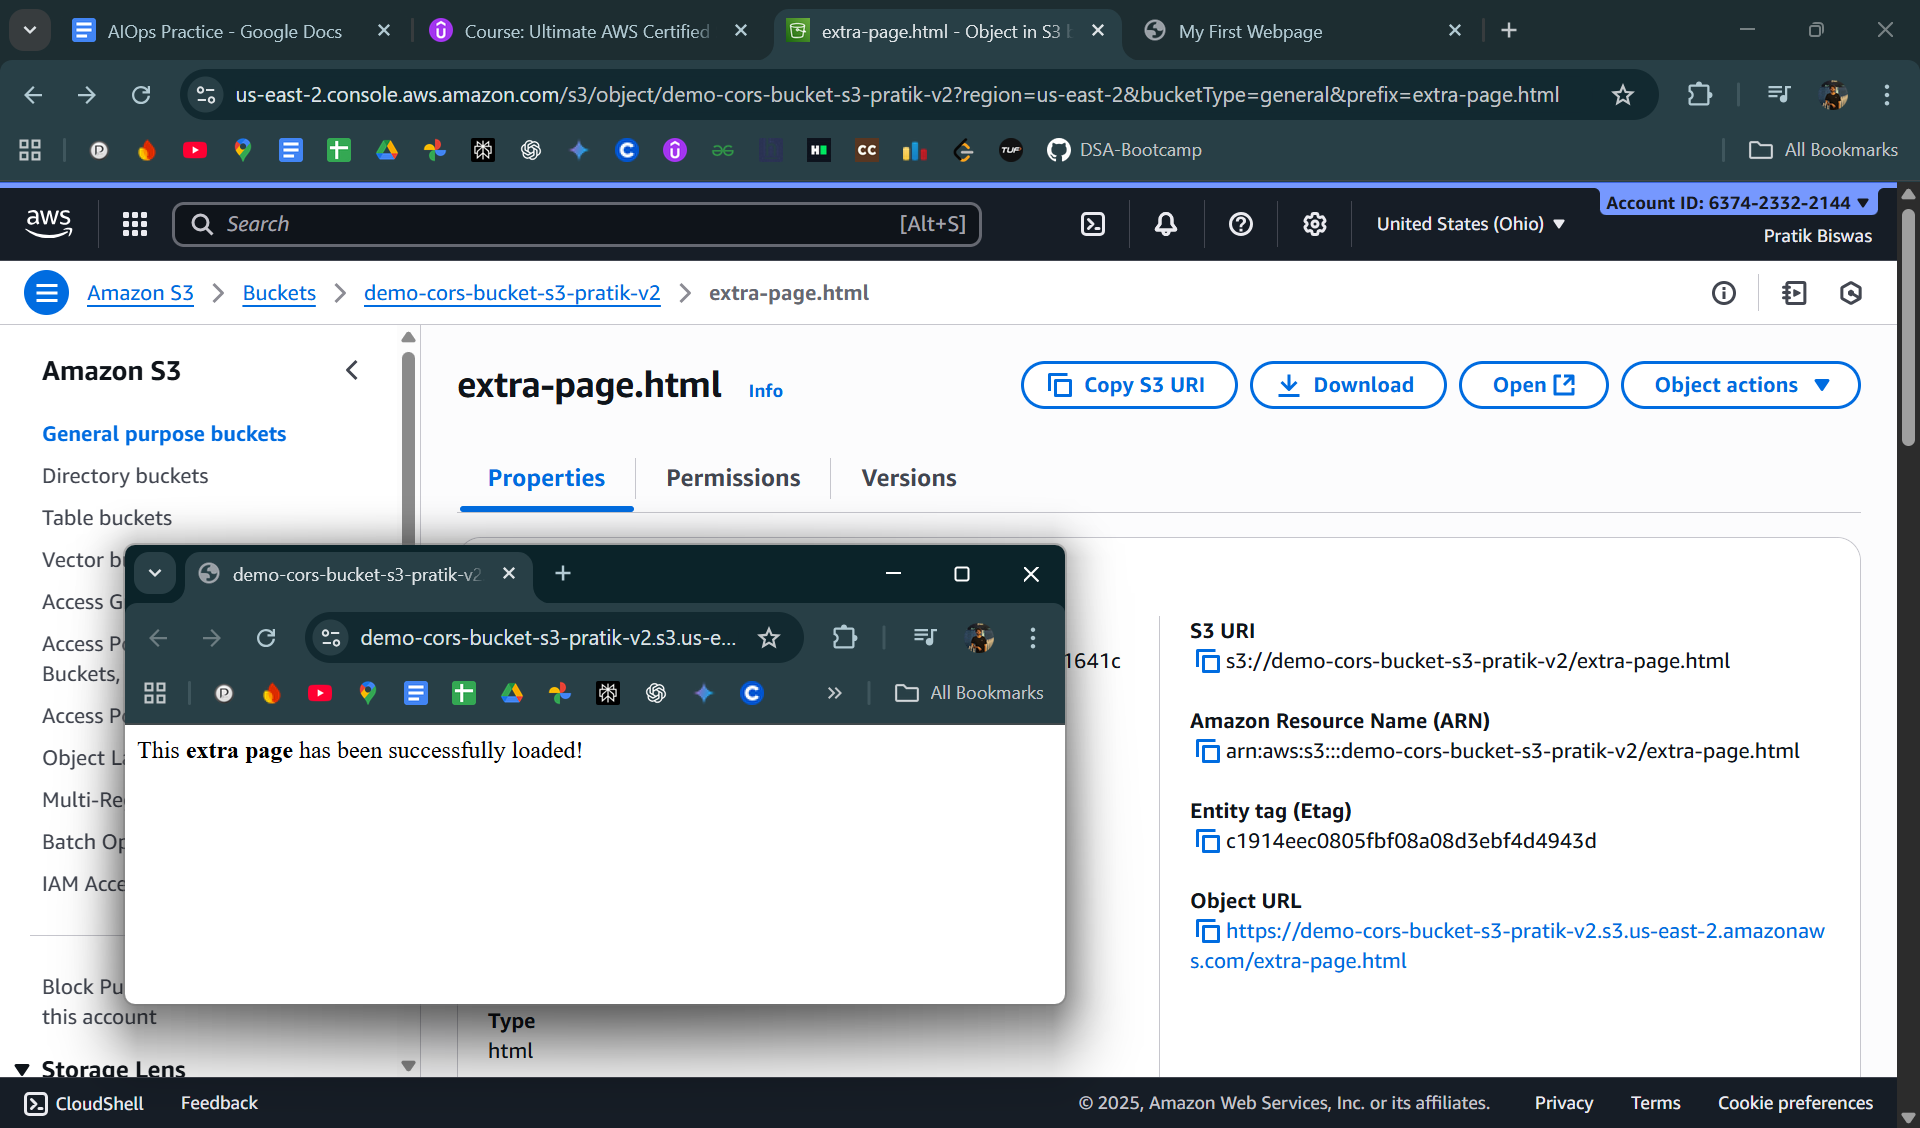 AIOps Practice - Google Docs
Course: Ultimate AWS Certified
extra-page.html - Object in S3 b
My First Webpage
us-east-2.console.aws.amazon.com/s3/object/demo-cors-bucket-s3-pratik-v2?region=us-east-2&bucketType=general&prefix=extra-page.html
DSA-Bootcamp
All Bookmarks
aws
Search
[Alt+S]
United States (Ohio)
Account ID: 6374-2332-2144
Pratik Biswas
Amazon S3
Buckets
demo-cors-bucket-s3-pratik-v2
extra-page.html
Amazon S3
General purpose buckets
Directory buckets
Table buckets
Vector b
Access G
Access Po
Buckets,
Access Po
Object La
Multi-Re
Batch Op
IAM Acce
Block Pu
this account
Storage Lens
extra-page.html
Info
Copy S3 URI
Download
Open
Object actions
Properties
Permissions
Versions
demo-cors-bucket-s3-pratik-v2
demo-cors-bucket-s3-pratik-v2.s3.us-e...
All Bookmarks
This extra page has been successfully loaded!
1641c
Type
html
S3 URI
s3://demo-cors-bucket-s3-pratik-v2/extra-page.html
Amazon Resource Name (ARN)
arn:aws:s3:::demo-cors-bucket-s3-pratik-v2/extra-page.html
Entity tag (Etag)
c1914eec0805fbf08a08d3ebf4d4943d
Object URL
https://demo-cors-bucket-s3-pratik-v2.s3.us-east-2.amazonaw
s.com/extra-page.html
CloudShell
Feedback
© 2025, Amazon Web Services, Inc. or its affiliates.
Privacy
Terms
Cookie preferences